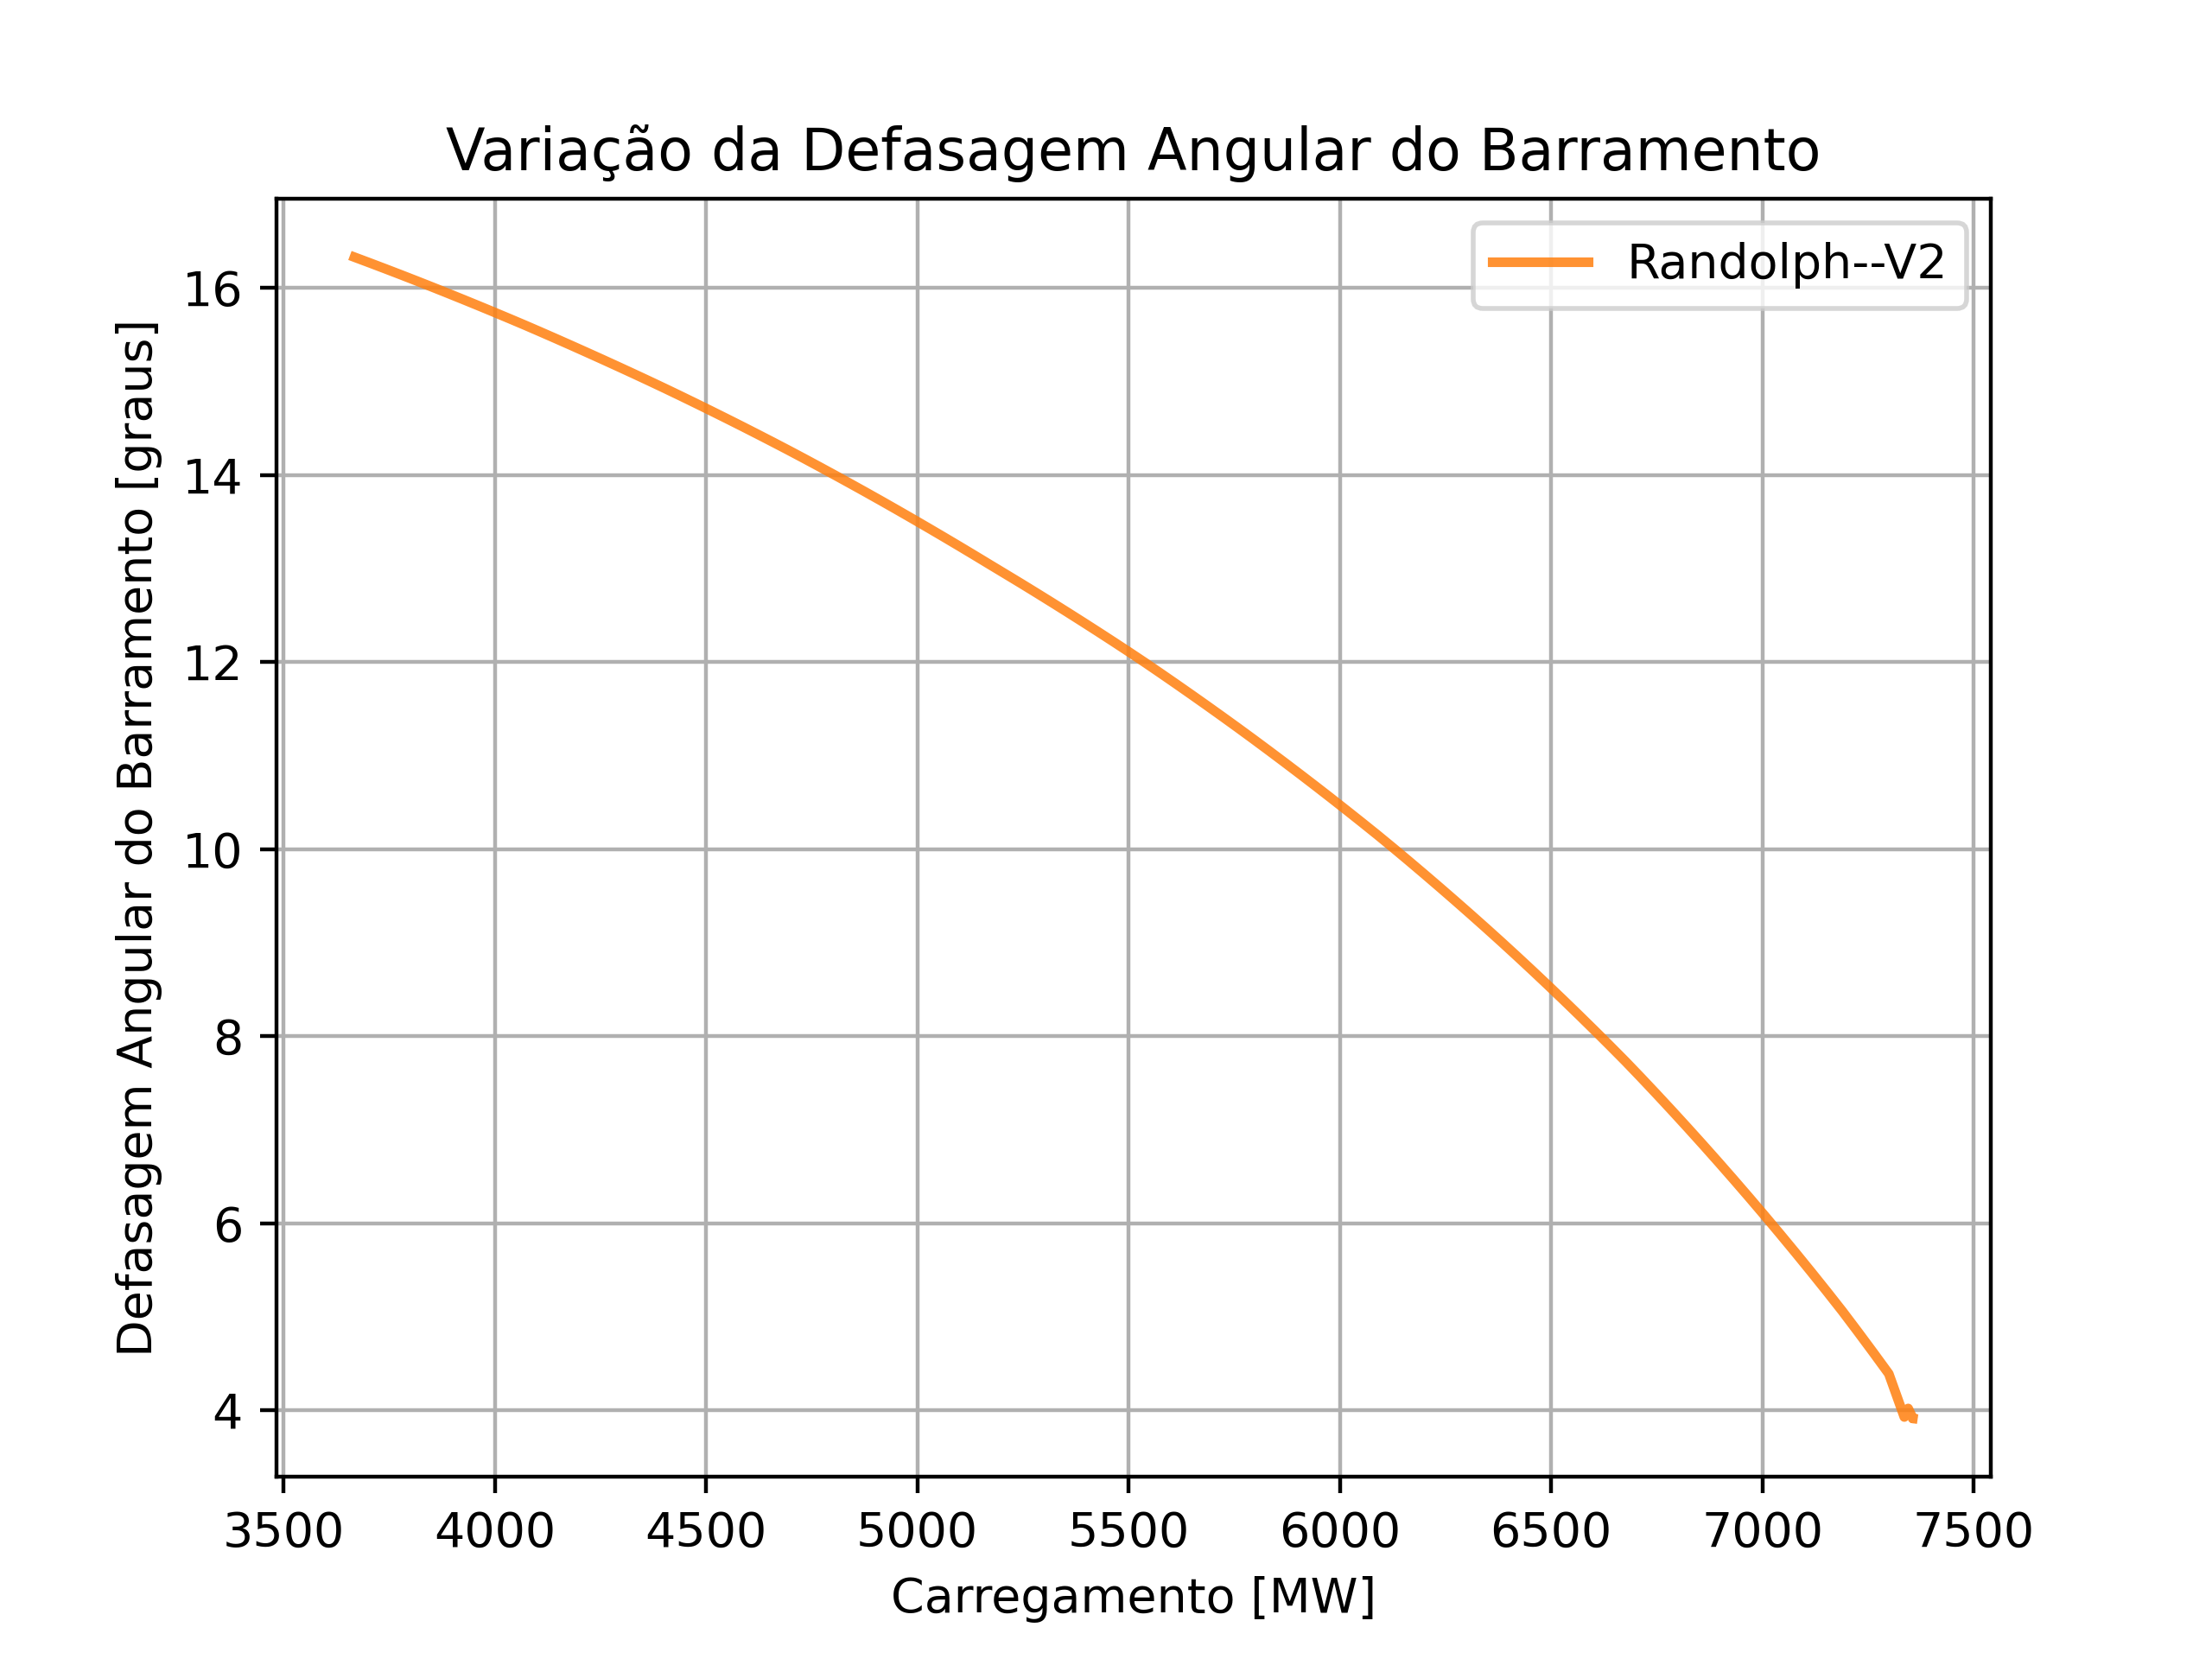 Variação da Defasagem Angular do Barramento
Randolph--V2
Defasagem Angular do Barramento [graus]
16
14
12
10
8
6
4
3500 4000 4500 5000 5500 6000 6500 7000 7500
Carregamento [MW]